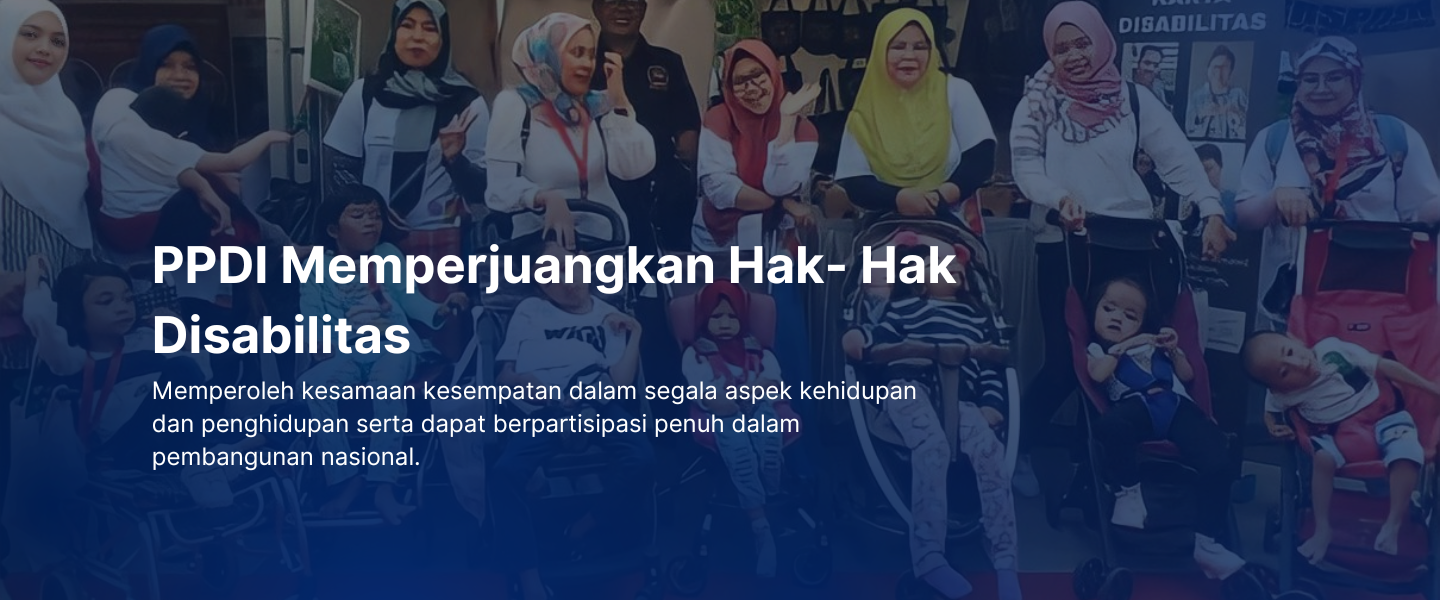 KARYA
DISABILITAS
PPDI Memperjuangkan Hak- Hak
Disabilitas
Memperoleh kesamaan kesempatan dalam segala aspek kehidupan
dan penghidupan serta dapat berpartisipasi penuh dalam
pembangunan nasional.